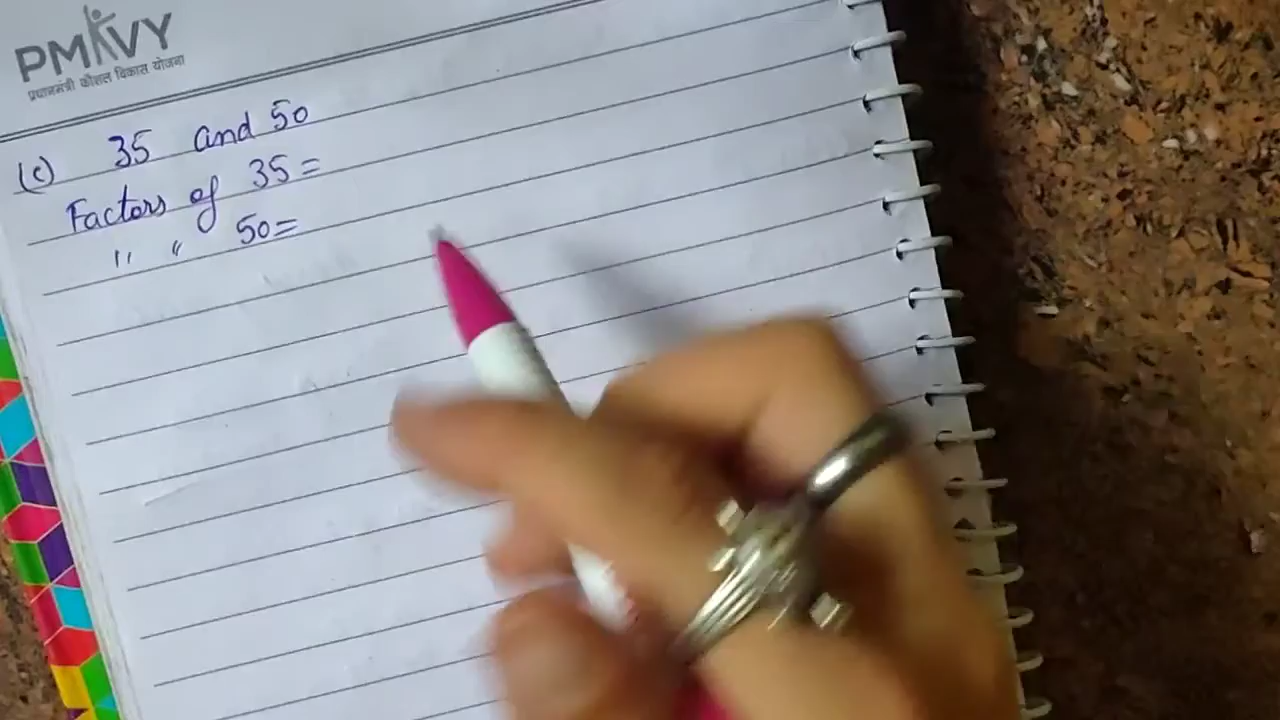 PMKVY
प्रधानमंत्री कौशल विकास योजना
(c) 35 and 50
Factors of 35 =
" " 50 =